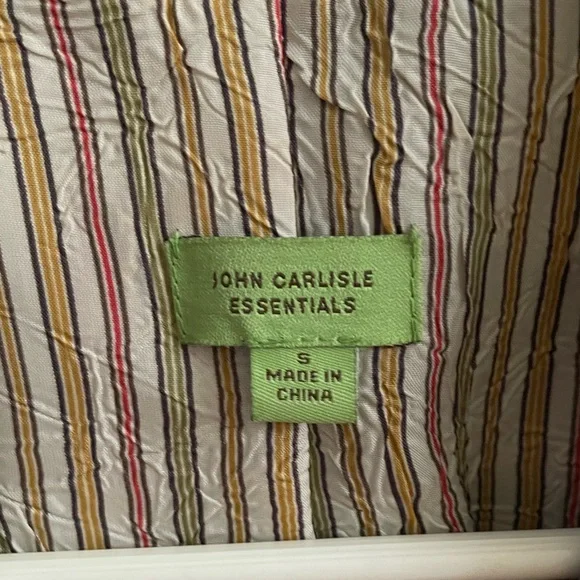 JOHN CARLISLE
ESSENTIALS
S
MADE IN
CHINA